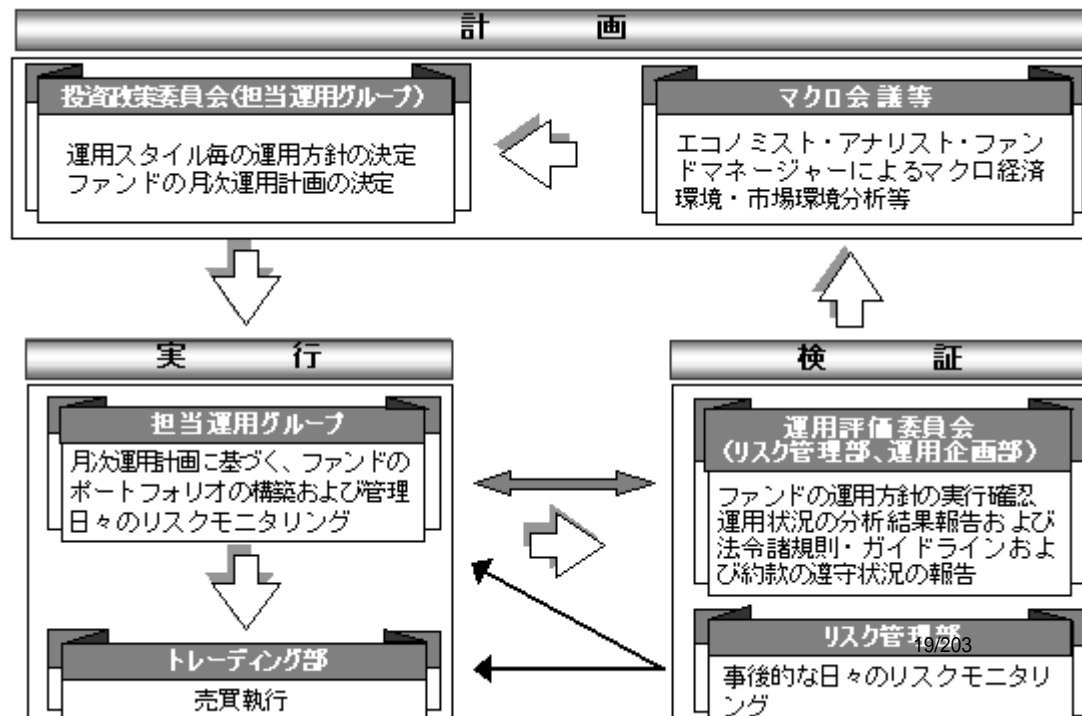 計 画
投資政策委員会(担当運用グループ)
運用スタイル毎の運用方針の決定
ファンドの月次運用計画の決定
マクロ会議等
エコノミスト・アナリスト・ファン
ドマネージャーによるマクロ経済
環境・市場環境分析等
実 行
担当運用グループ
月次運用計画に基づく、ファンドの
ポートフォリオの構築および管理
日々のリスクモニタリング
トレーディング部
売買執行
検 証
運用評価委員会
(リスク管理部、運用企画部)
ファンドの運用方針の実行確認
運用状況の分析結果報告および
法令諸規則・ガイドラインおよ
び約款の遵守状況の報告
リスク管理部
19/203
事後的な日々のリスクモニタリ
ング